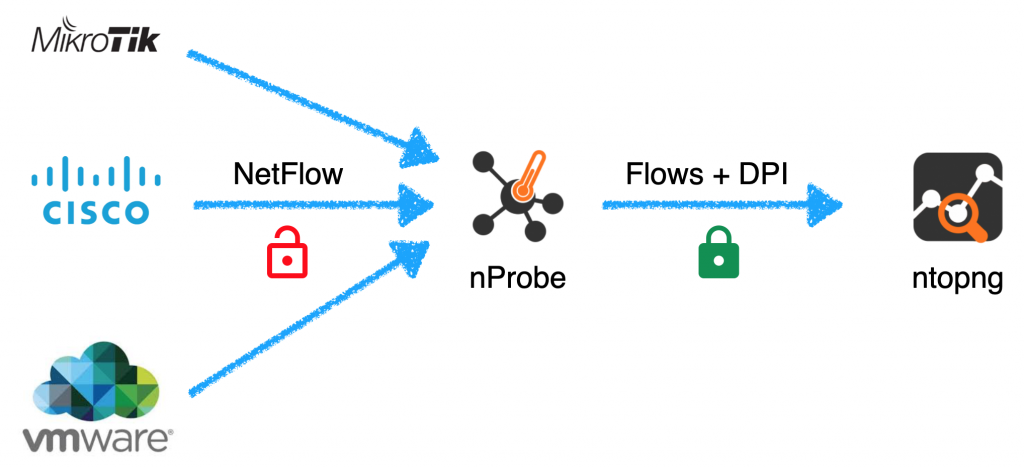 MikroTik
CISCO
NetFlow
Flows + DPI
nProbe
ntopng
vmware®